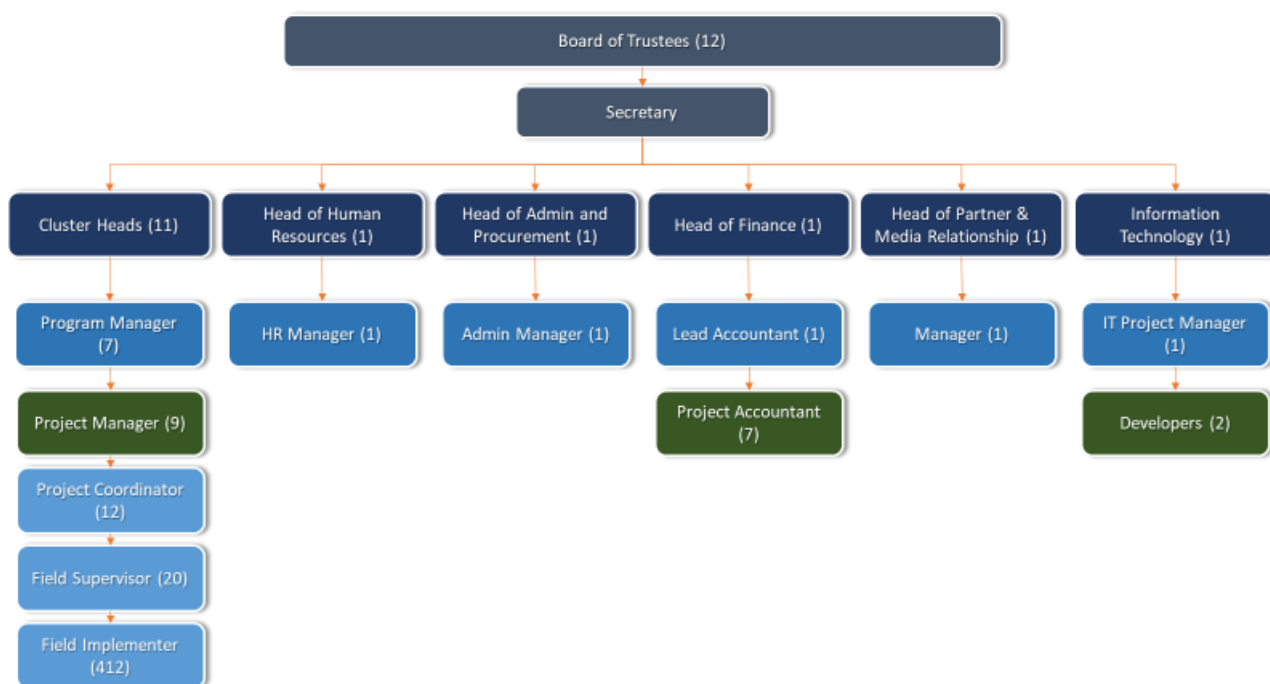 Board of Trustees (12)
Secretary
Cluster Heads (11)
Head of Human
Resources (1)
Head of Admin and
Procurement (1)
Head of Finance (1)
Head of Partner &
Media Relationship (1)
Information
Technology (1)
Program Manager
(7)
HR Manager (1)
Admin Manager (1)
Lead Accountant (1)
Manager (1)
IT Project Manager
(1)
Project Manager (9)
Project Accountant
(7)
Developers (2)
Project Coordinator
(12)
Field Supervisor (20)
Field Implementer
(412)